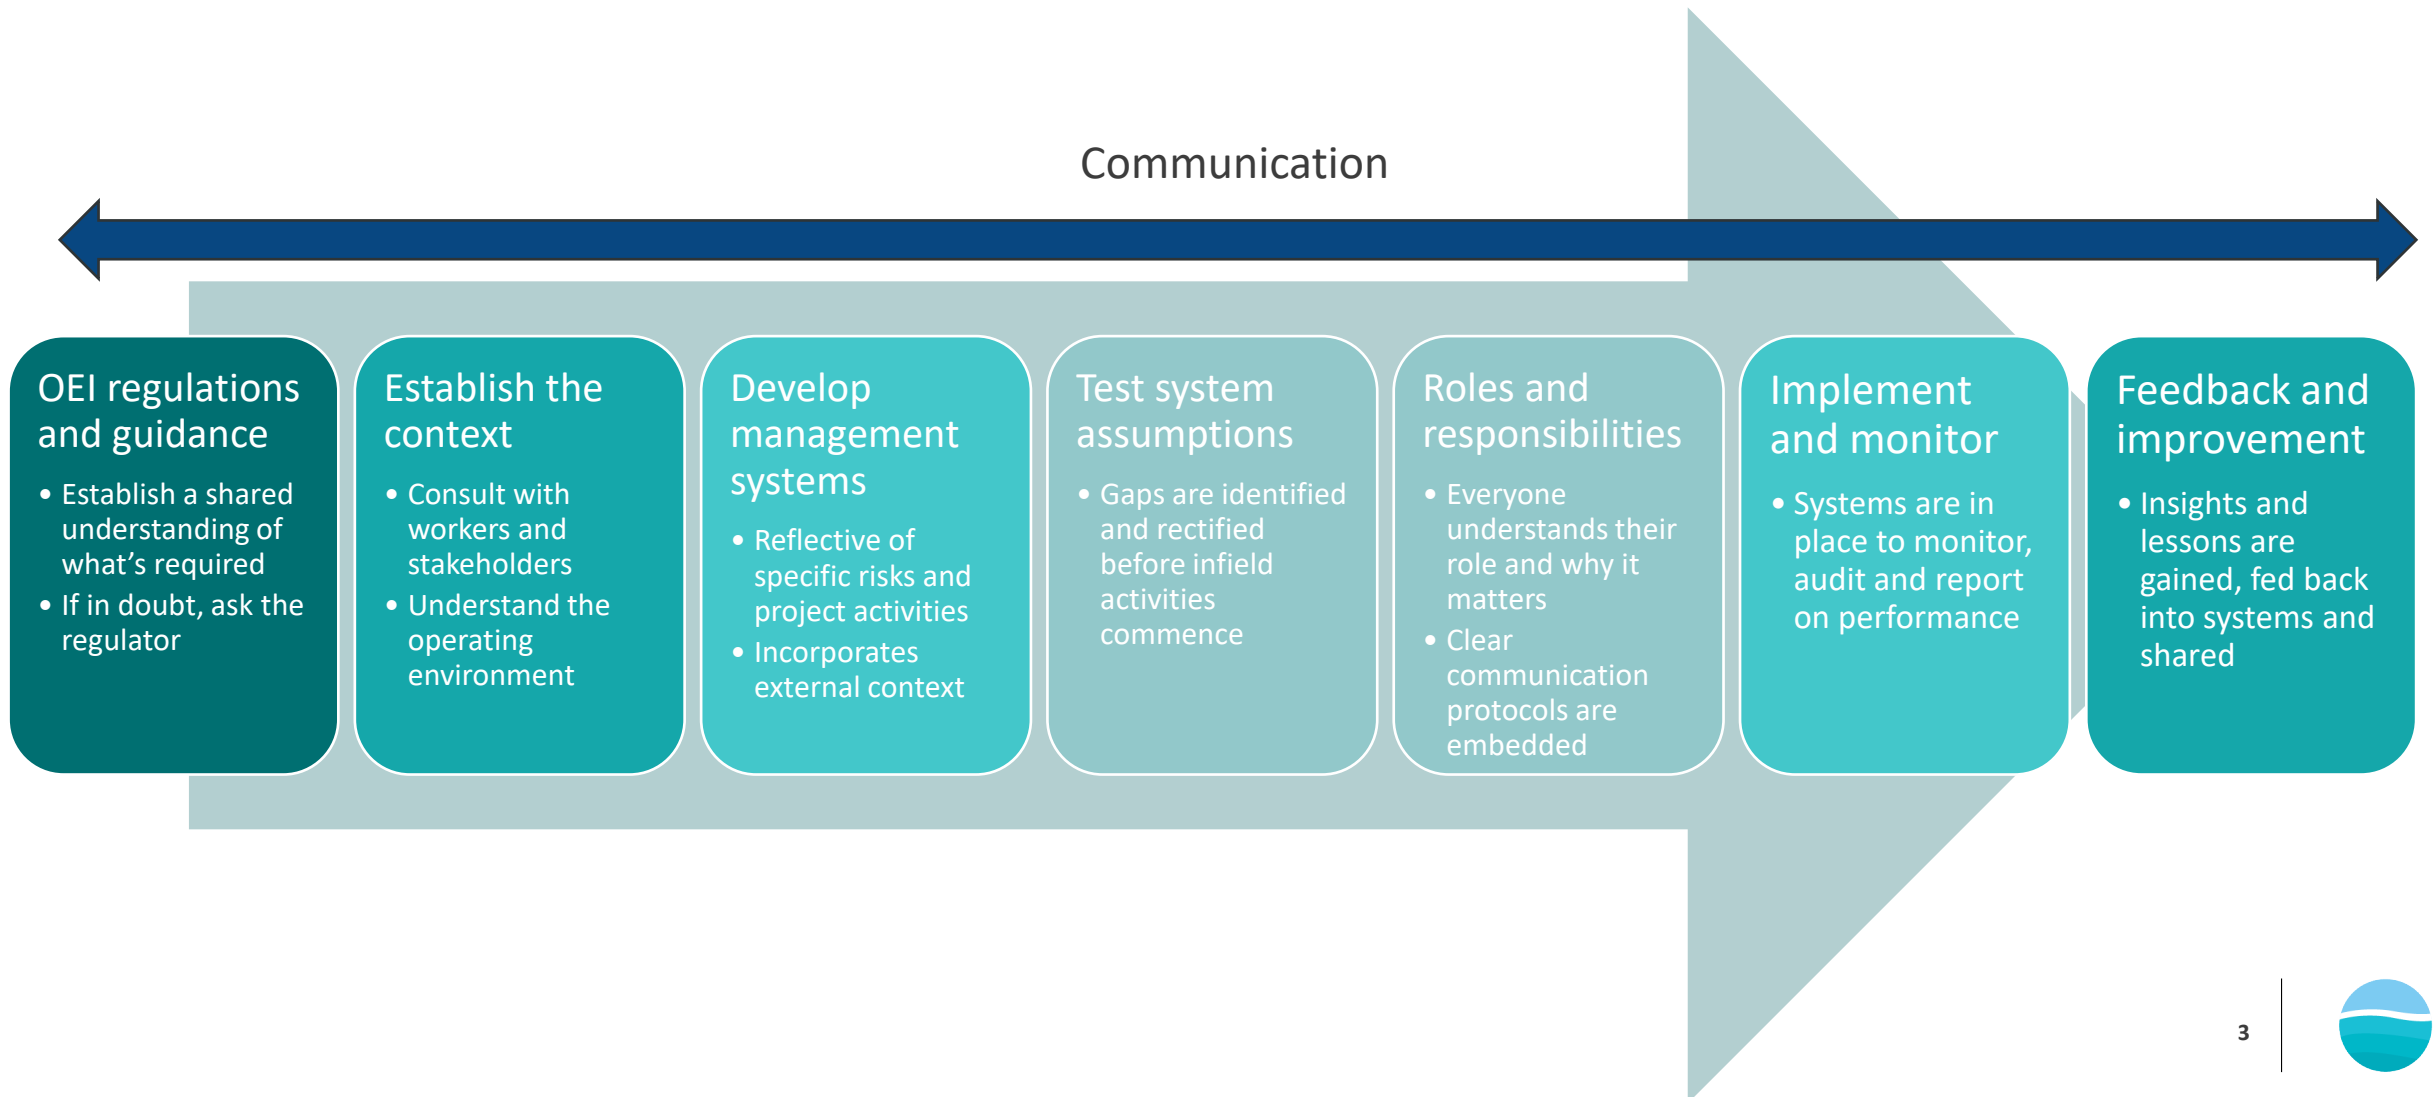 Communication
OEI regulations
and guidance
• Establish a shared
understanding of
what’s required
• If in doubt, ask the
regulator
Establish the
context
• Consult with
workers and
stakeholders
• Understand the
operating
environment
Develop
management
systems
• Reflective of
specific risks and
project activities
• Incorporates
external context
Test system
assumptions
• Gaps are identified
and rectified
before infield
activities
commence
Roles and
responsibilities
• Everyone
understands their
role and why it
matters
• Clear
communication
protocols are
embedded
Implement
and monitor
• Systems are in
place to monitor,
audit and report
on performance
Feedback and
improvement
• Insights and
lessons are
gained, fed back
into systems and
shared
3